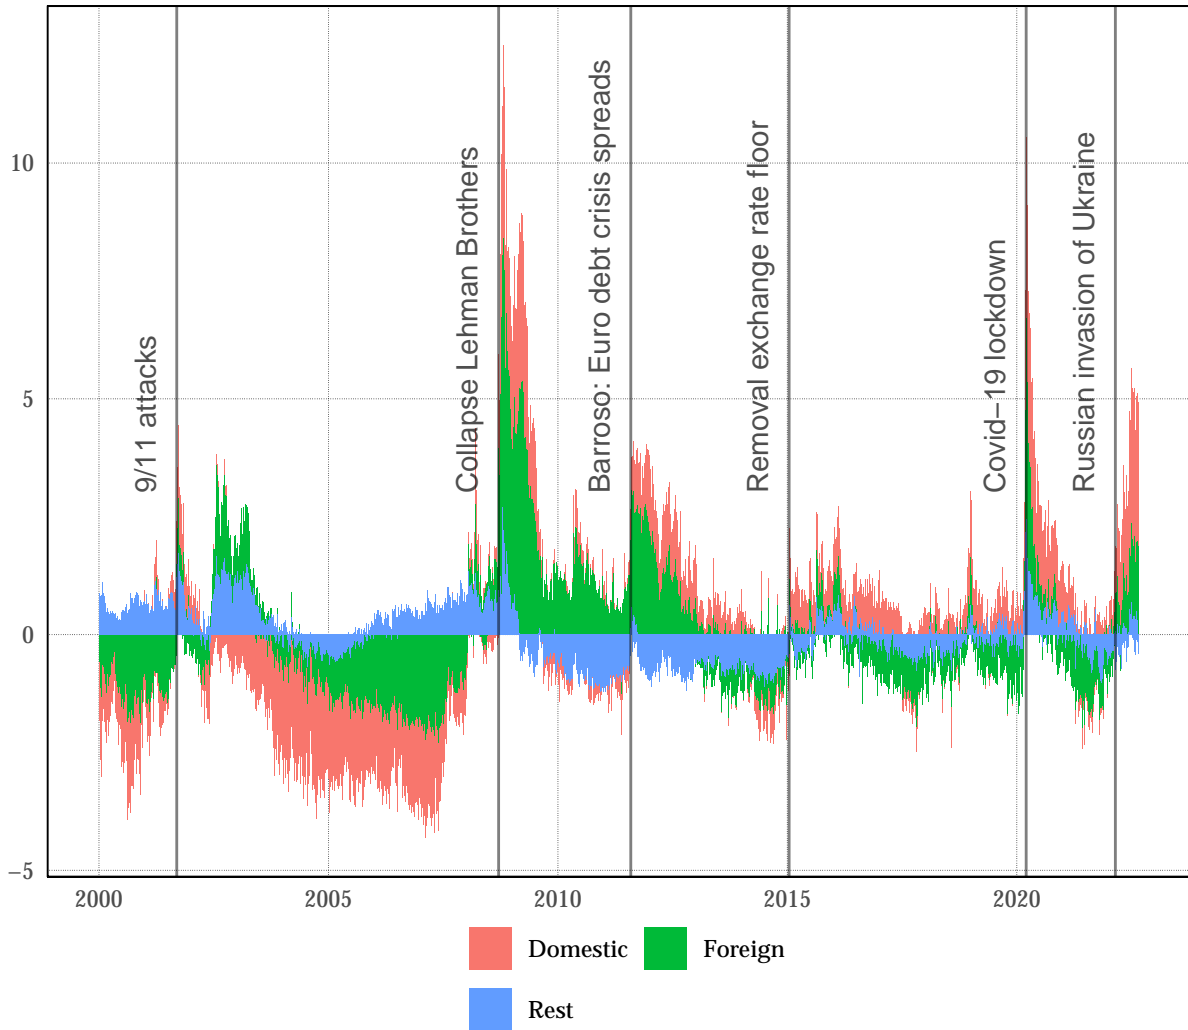 10
5
0
−5
9/11 attacks
Collapse Lehman Brothers
Barroso: Euro debt crisis spreads
Removal exchange rate floor
Covid−19 lockdown
Russian invasion of Ukraine
2000
2005
2010
2015
2020
Domestic
Foreign
Rest